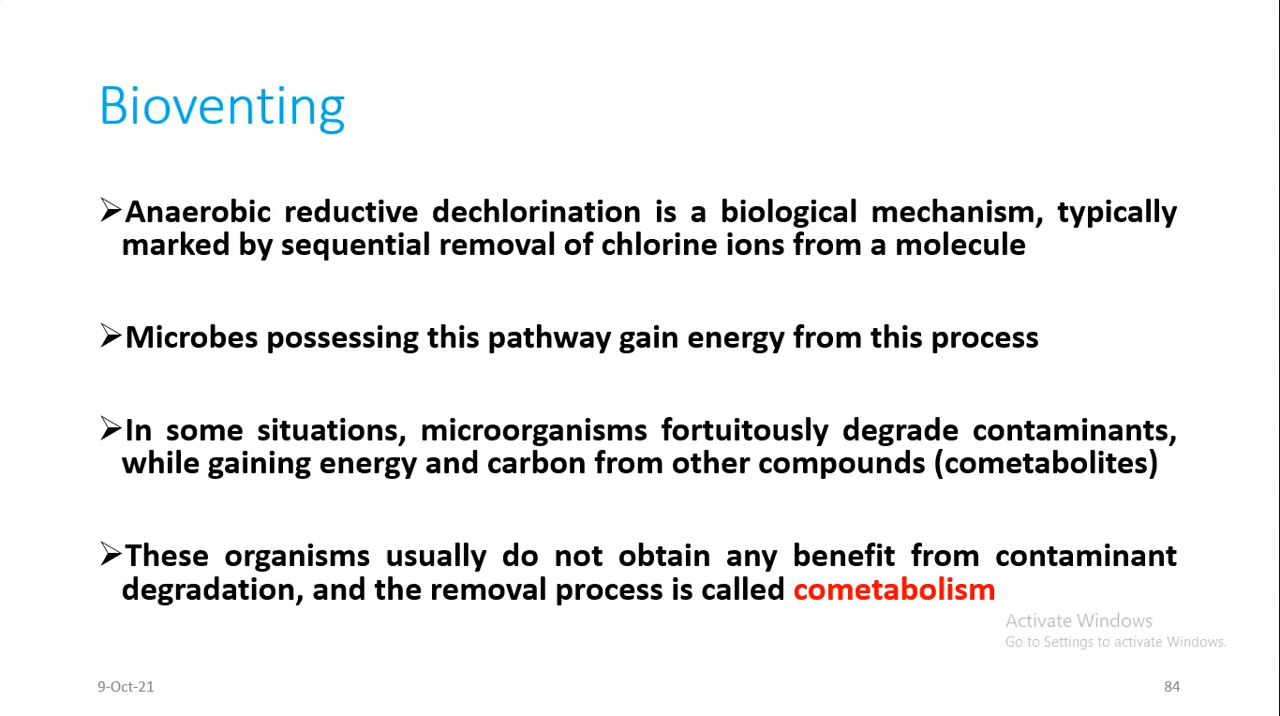 Bioventing
➢Anaerobic reductive dechlorination is a biological mechanism, typically
marked by sequential removal of chlorine ions from a molecule
➢Microbes possessing this pathway gain energy from this process
➢In some situations, microorganisms fortuitously degrade contaminants,
while gaining energy and carbon from other compounds (cometabolites)
➢These organisms usually do not obtain any benefit from contaminant
degradation, and the removal process is called cometabolism
Activate Windows
Go to Settings to activate Windows.
9-Oct-21
84